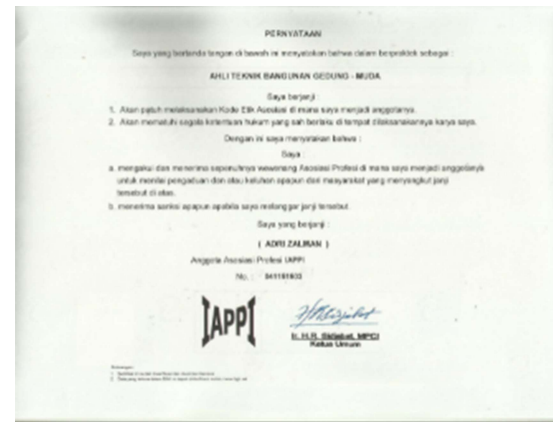 PERNYATAAN
Saya yang bertanda tangan di bawah ini menyatakan bahwa dalam berpraktek sebagai :
AHLI TEKNIK BANGUNAN GEDUNG - MUDA
Saya berjanji :
1. Akan patuh melaksanakan Kode Etik Asosiasi di mana saya menjadi anggotanya.
2. Akan mematuhi segala ketentuan hukum yang sah berlaku di tempat dilaksanakannya karya saya.
Dengan ini saya menyatakan bahwa :
Saya :
a. mengakui dan menerima sepenuhnya wewenang Asosiasi Profesi di mana saya menjadi anggotanya
untuk menilai pengaduan dan atau keluhan apapun dari masyarakat yang menyangkut janji
tersebut di atas.
b. menerima sanksi apapun apabila saya melanggar janji tersebut
Saya yang berjanji :
( ADRI ZALMAN )
Anggota Asosiasi Profesi IAPPI
No. :
IAPPI
Ketua Umum